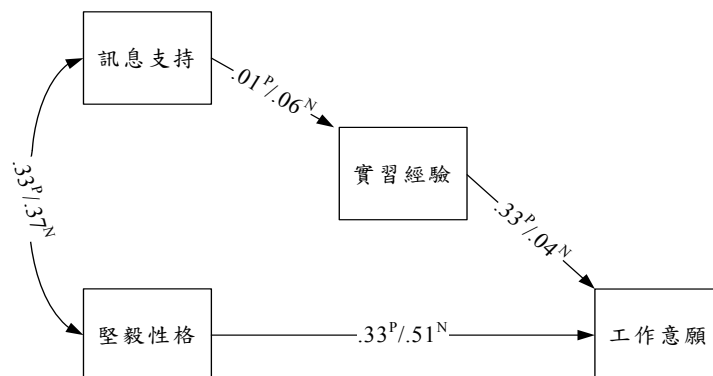 訊息支持
.01ᴾ/.06ᴺ
實習經驗
.33ᴾ/.37ᴺ
.33ᴾ/.04ᴺ
堅毅性格
.33ᴾ/.51ᴺ
工作意願